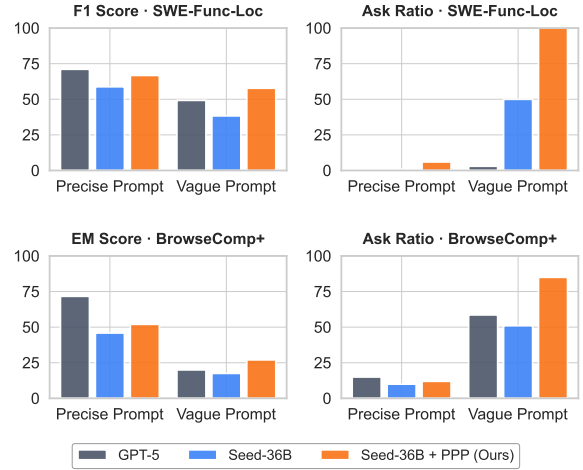 F1 Score · SWE-Func-Loc
100
75
50
25
0
Precise Prompt Vague Prompt
Ask Ratio · SWE-Func-Loc
100
75
50
25
0
Precise Prompt Vague Prompt
EM Score · BrowseComp+
100
75
50
25
0
Precise Prompt Vague Prompt
Ask Ratio · BrowseComp+
100
75
50
25
0
Precise Prompt Vague Prompt
GPT-5 Seed-36B Seed-36B + PPP (Ours)